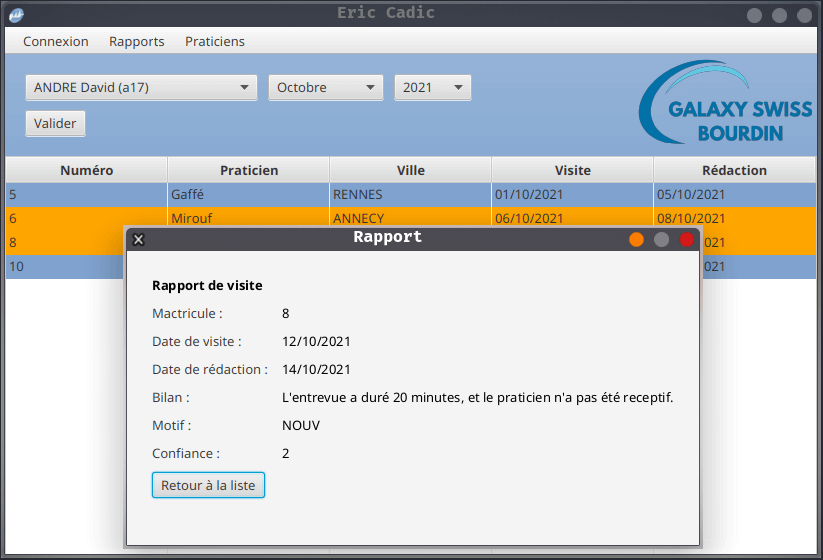 Eric Cadic
Connexion Rapports Praticiens
ANDRE David (a17) Octobre 2021
Valider
GALAXY SWISS
BOURDIN
Numéro Praticien Ville Visite Rédaction
5 Gaffé RENNES 01/10/2021 05/10/2021
6 Mirouf ANNECY 06/10/2021 08/10/2021
8 021
10 021
Rapport
Rapport de visite
Mactricule : 8
Date de visite : 12/10/2021
Date de rédaction : 14/10/2021
Bilan : L'entrevue a duré 20 minutes, et le praticien n'a pas été receptif.
Motif : NOUV
Confiance : 2
Retour à la liste